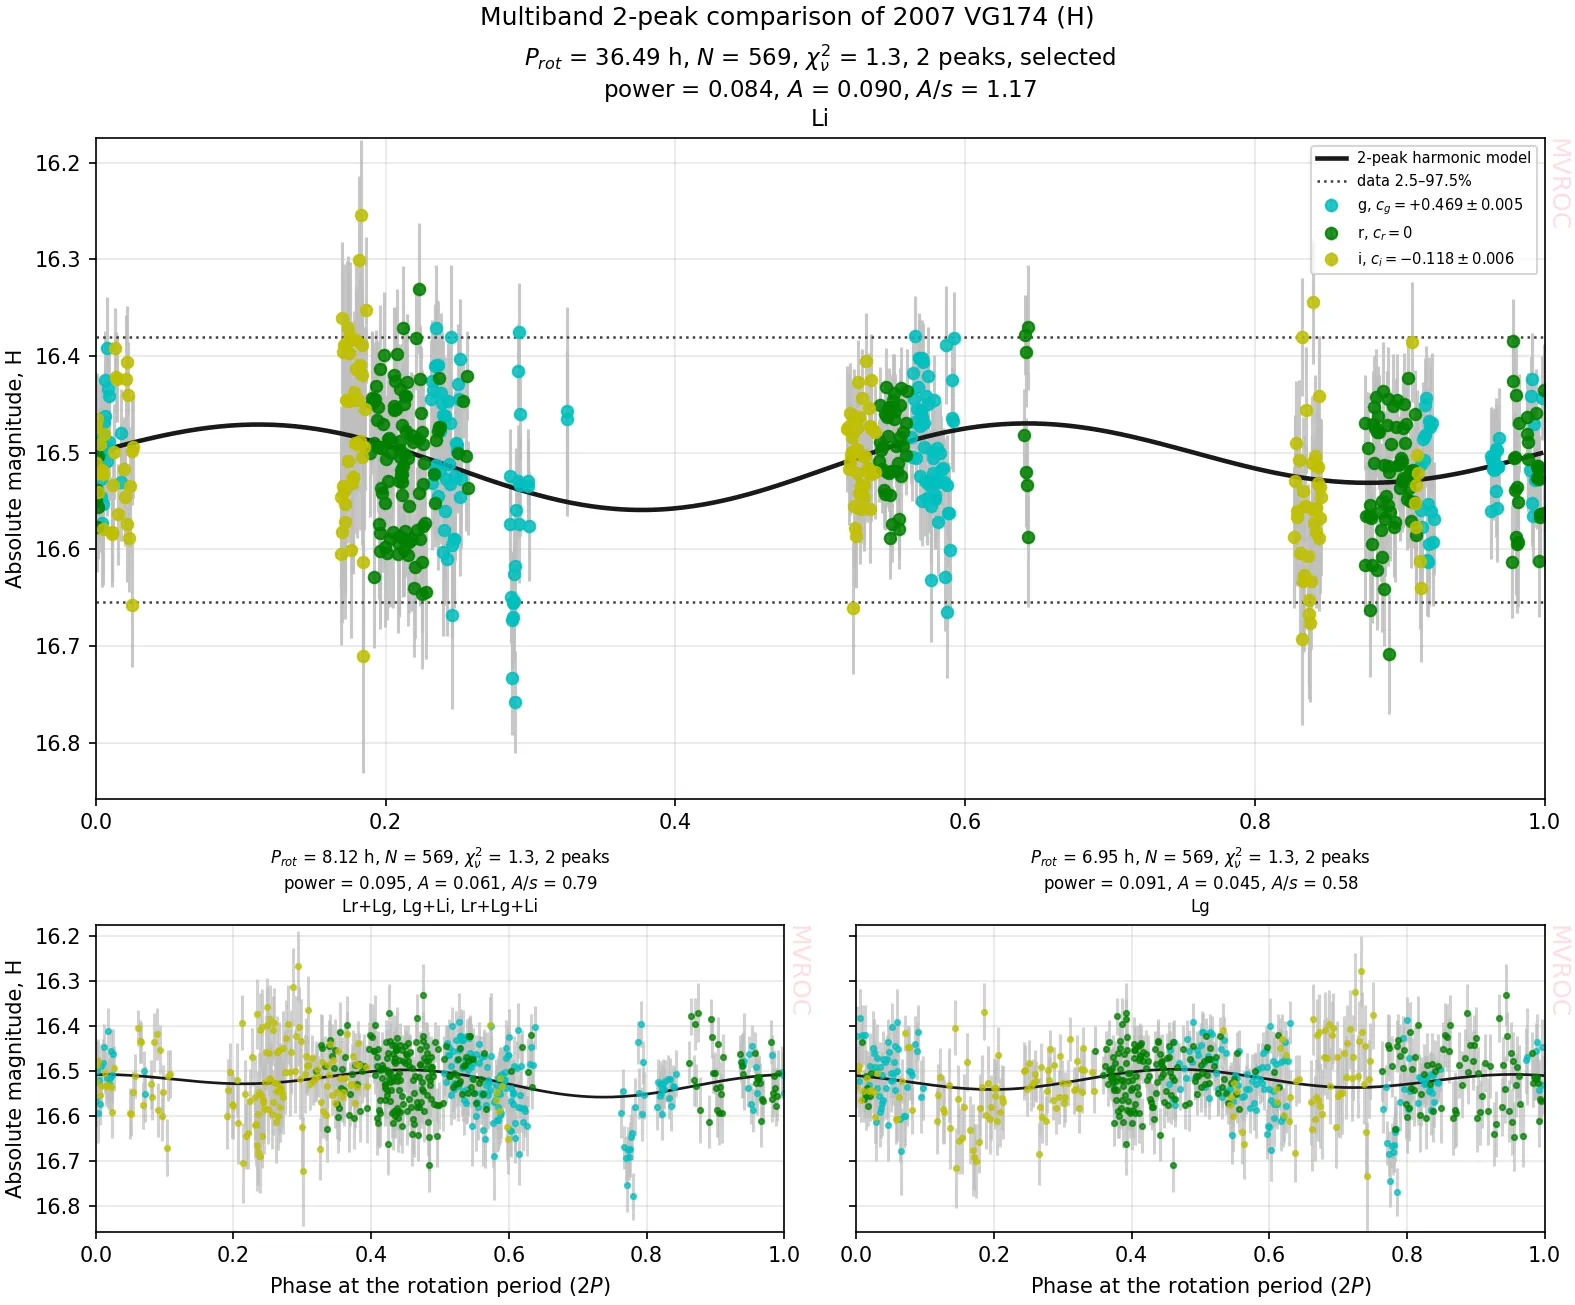 Multiband 2-peak comparison of 2007 VG174 (H)
P_rot = 36.49 h, N = 569, χ²_ν = 1.3, 2 peaks, selected
power = 0.084, A = 0.090, A/s = 1.17
Li
MVROC
2-peak harmonic model
data 2.5–97.5%
g, c_g = +0.469 ± 0.005
r, c_r = 0
i, c_i = −0.118 ± 0.006
Absolute magnitude, H
16.2
16.3
16.4
16.5
16.6
16.7
16.8
0.0 0.2 0.4 0.6 0.8 1.0
P_rot = 8.12 h, N = 569, χ²_ν = 1.3, 2 peaks
power = 0.095, A = 0.061, A/s = 0.79
Lr+Lg, Lg+Li, Lr+Lg+Li
MVROC
Absolute magnitude, H
16.2
16.3
16.4
16.5
16.6
16.7
16.8
0.0 0.2 0.4 0.6 0.8 1.0
Phase at the rotation period (2P)
P_rot = 6.95 h, N = 569, χ²_ν = 1.3, 2 peaks
power = 0.091, A = 0.045, A/s = 0.58
Lg
MVROC
0.0 0.2 0.4 0.6 0.8 1.0
Phase at the rotation period (2P)